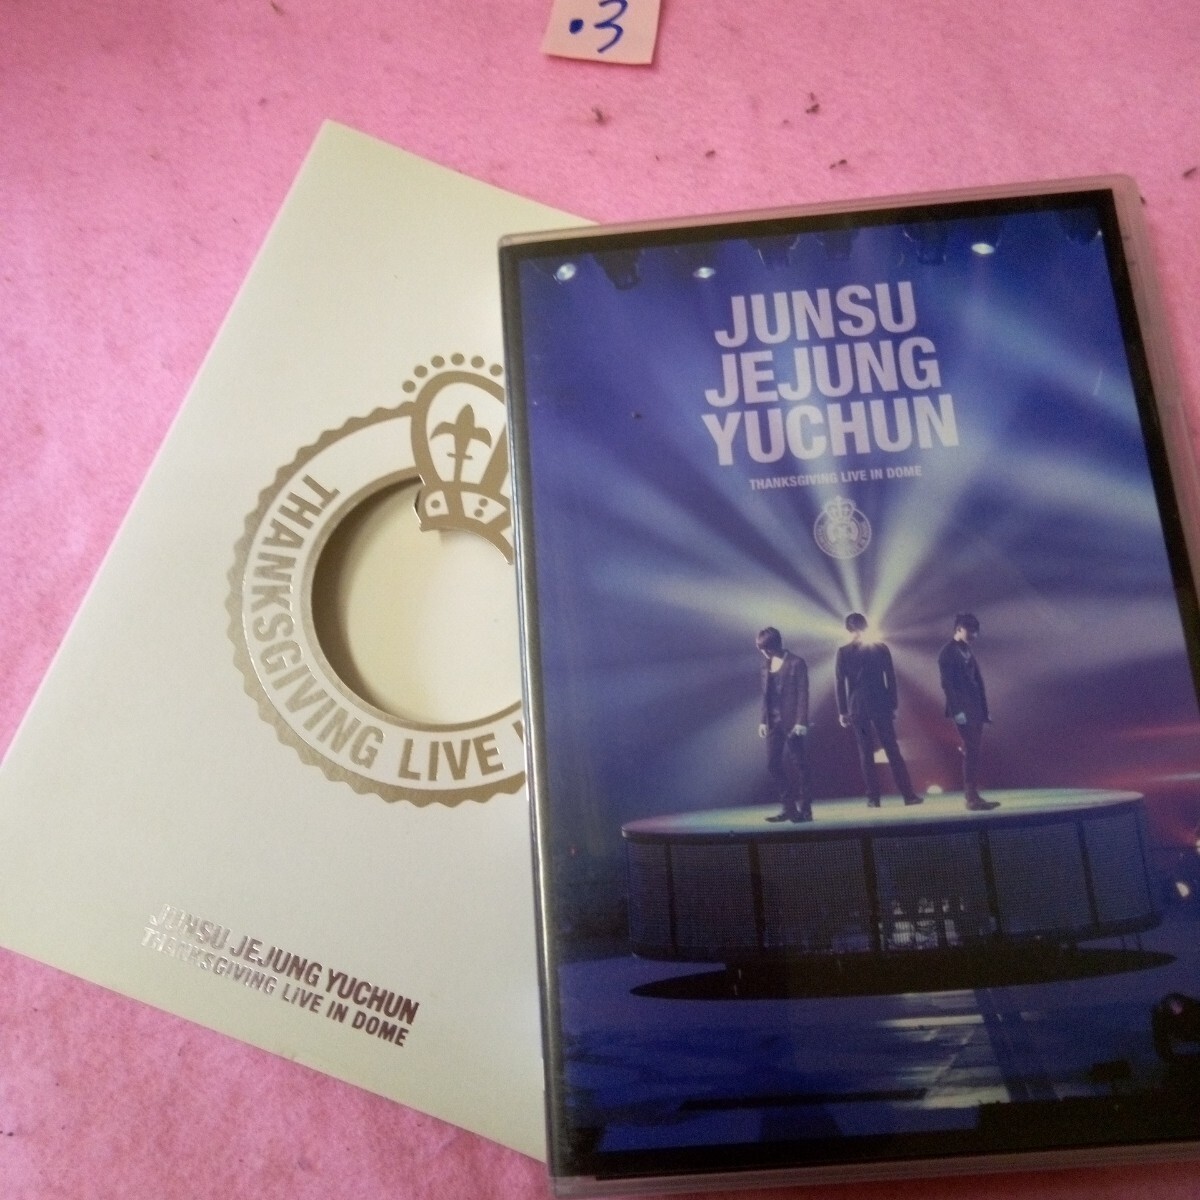 ·3
JUNSU
JEJUNG
YUCHUN
THANKSGIVING LIVE IN DOME
THANKSGIVING LIVE
JUNSU JEJUNG YUCHUN
THANKSGIVING LIVE IN DOME